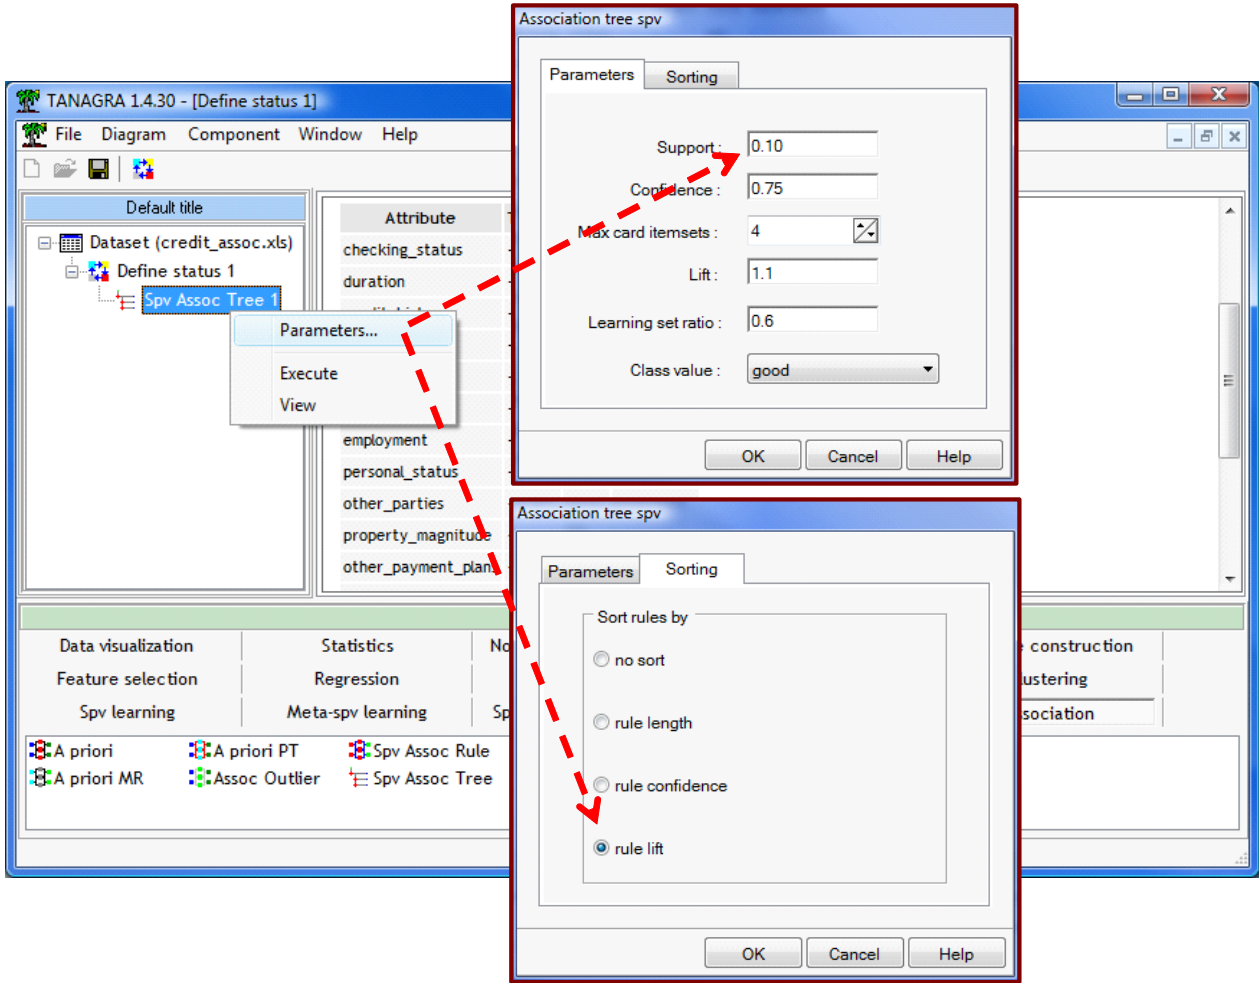 Association tree spv
Parameters
Sorting
Support :
0.10
Confidence :
0.75
Max card itemsets :
4
Lift :
1.1
Learning set ratio :
0.6
Class value :
good
OK
Cancel
Help
TANAGRA 1.4.30 - [Define status 1]
File Diagram Component Window Help
Default title
Dataset (credit_assoc.xls)
Define status 1
Spv Assoc Tree 1
Parameters...
Execute
View
Attribute
checking_status
duration
employment
personal_status
other_parties
property_magnitude
other_payment_plans
Association tree spv
Parameters
Sorting
Sort rules by
no sort
rule length
rule confidence
rule lift
OK
Cancel
Help
Data visualization
Statistics
No
construction
Feature selection
Regression
ustering
Spv learning
Meta-spv learning
Sp
sociation
A priori
A priori PT
Spv Assoc Rule
A priori MR
Assoc Outlier
Spv Assoc Tree